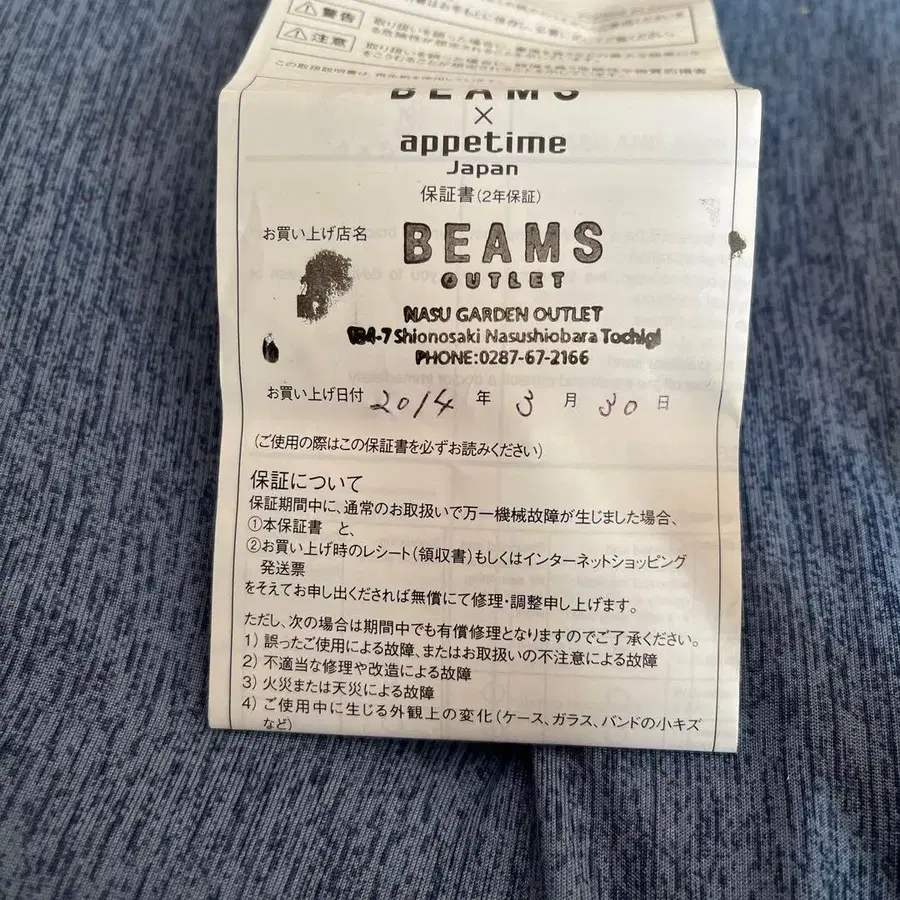 ⚠警告
⚠注意
BEAMS
×
appetime
Japan
保証書(2年保証)
お買い上げ店名
BEAMS
OUTLET
NASU GARDEN OUTLET
184-7 Shionosaki Nasushiobara Tochigi
PHONE:0287-67-2166
お買い上げ日付 2014 年 3 月 30 日
(ご使用の際はこの保証書を必ずお読みください)
保証について
保証期間中に、通常のお取扱いで万一機械故障が生じました場合、
①本保証書 と、
②お買い上げ時のレシート(領収書)もしくはインターネットショッピング
発送票
をそえてお申し出くだされば無償にて修理・調整申し上げます。
ただし、次の場合は期間中でも有償修理となりますのでご了承ください。
1) 誤ったご使用による故障、またはお取扱いの不注意による故障
2) 不適当な修理や改造による故障
3) 火災または天災による故障
4) ご使用中に生じる外観上の変化(ケース、ガラス、バンドの小キズ
など)